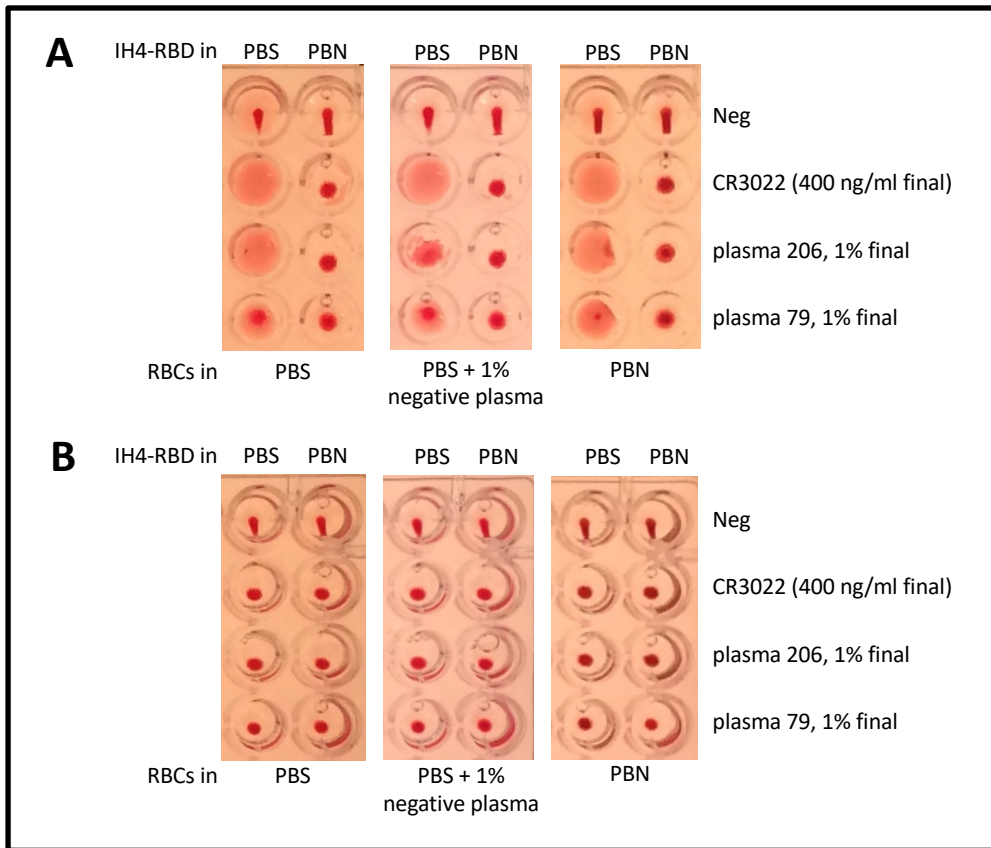 A
IH4-RBD in PBS PBN PBS PBN PBS PBN
Neg
CR3022 (400 ng/ml final)
plasma 206, 1% final
plasma 79, 1% final
RBCs in PBS PBS + 1% PBN
negative plasma
B
IH4-RBD in PBS PBN PBS PBN PBS PBN
Neg
CR3022 (400 ng/ml final)
plasma 206, 1% final
plasma 79, 1% final
RBCs in PBS PBS + 1% PBN
negative plasma